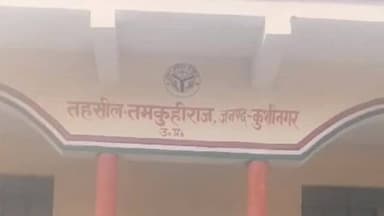 तहसील-तमकुहीराज, जनपद-कुशीनगर
उ०प्र०